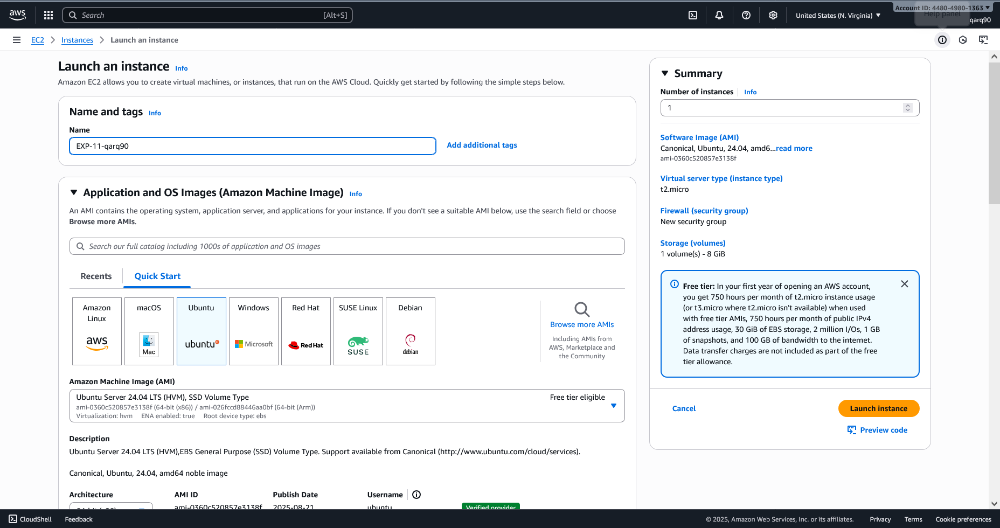 aws
Search
[Alt+S]
United States (N. Virginia)
Account ID: 4480-4980-1363
Help panel
qarq90
EC2
Instances
Launch an instance
Launch an instance
Info
Amazon EC2 allows you to create virtual machines, or instances, that run on the AWS Cloud. Quickly get started by following the simple steps below.
Name and tags
Info
Name
EXP-11-qarq90
Add additional tags
Application and OS Images (Amazon Machine Image)
Info
An AMI contains the operating system, application server, and applications for your instance. If you don't see a suitable AMI below, use the search field or choose
Browse more AMIs.
Search our full catalog including 1000s of application and OS images
Recents
Quick Start
Amazon
Linux
aws
macOS
Mac
Ubuntu
ubuntu
Windows
Microsoft
Red Hat
Red Hat
SUSE Linux
SUSE
Debian
debian
Browse more AMIs
Including AMIs from
AWS, Marketplace and
the Community
Amazon Machine Image (AMI)
Ubuntu Server 24.04 LTS (HVM), SSD Volume Type
Free tier eligible
ami-0360c520857e3138f (64-bit (x86)) / ami-026fccd88446aa0bf (64-bit (Arm))
Virtualization: hvm ENA enabled: true Root device type: ebs
Description
Ubuntu Server 24.04 LTS (HVM),EBS General Purpose (SSD) Volume Type. Support available from Canonical (http://www.ubuntu.com/cloud/services).
Canonical, Ubuntu, 24.04, amd64 noble image
Architecture
AMI ID
Publish Date
Username
64-bit (x86)
ami-0360c520857e3138f
2025-08-21
ubuntu
Verified provider
Summary
Number of instances
Info
1
Software Image (AMI)
Canonical, Ubuntu, 24.04, amd6...read more
ami-0360c520857e3138f
Virtual server type (instance type)
t2.micro
Firewall (security group)
New security group
Storage (volumes)
1 volume(s) - 8 GiB
Free tier: In your first year of opening an AWS account,
you get 750 hours per month of t2.micro instance usage
(or t3.micro where t2.micro isn't available) when used
with free tier AMIs, 750 hours per month of public IPv4
address usage, 30 GiB of EBS storage, 2 million I/Os, 1 GB
of snapshots, and 100 GB of bandwidth to the internet.
Data transfer charges are not included as part of the free
tier allowance.
Cancel
Launch instance
Preview code
CloudShell
Feedback
© 2025, Amazon Web Services, Inc. or its affiliates.
Privacy
Terms
Cookie preferences